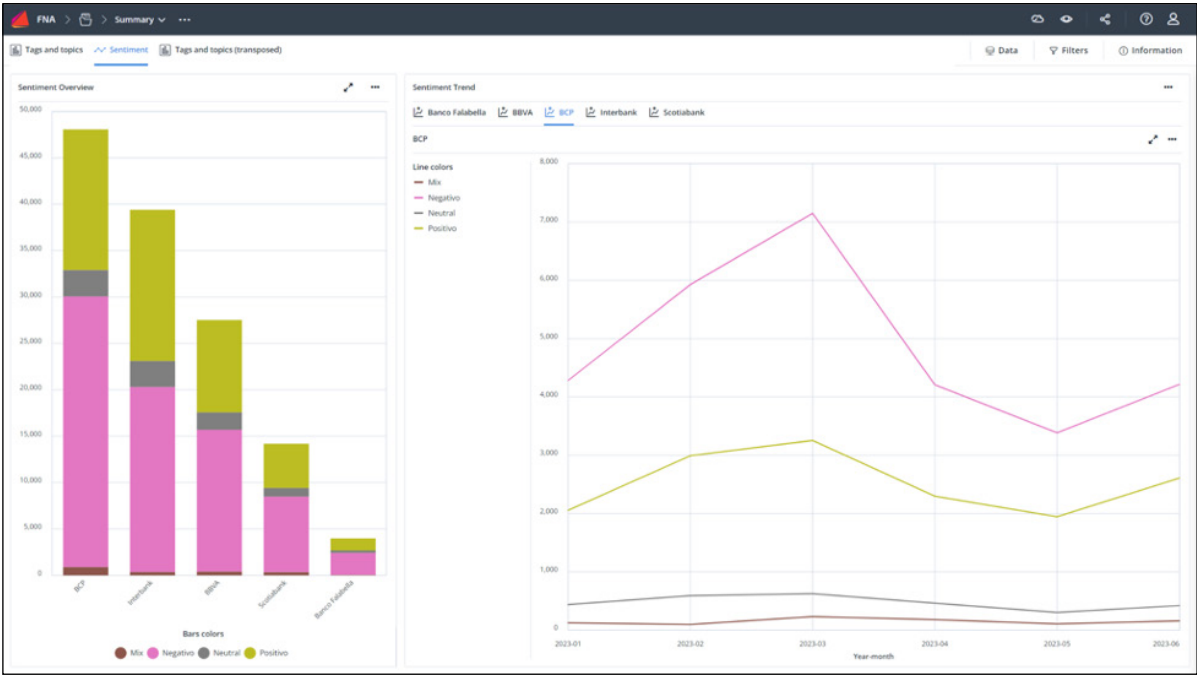 FNA > > Summary
Tags and topics Sentiment Tags and topics (transposed) Data Filters Information
Sentiment Overview
50,000
45,000
40,000
35,000
30,000
25,000
20,000
15,000
10,000
5,000
0
BCP Interbank BBVA Scotiabank Banco Falabella
Bars colors
Mix Negativo Neutral Positivo
Sentiment Trend
Banco Falabella BBVA BCP Interbank Scotiabank
BCP
Line colors
Mix
Negativo
Neutral
Positivo
8,000
7,000
6,000
5,000
4,000
3,000
2,000
1,000
0
2023-01 2023-02 2023-03 2023-04 2023-05 2023-06
Year-month